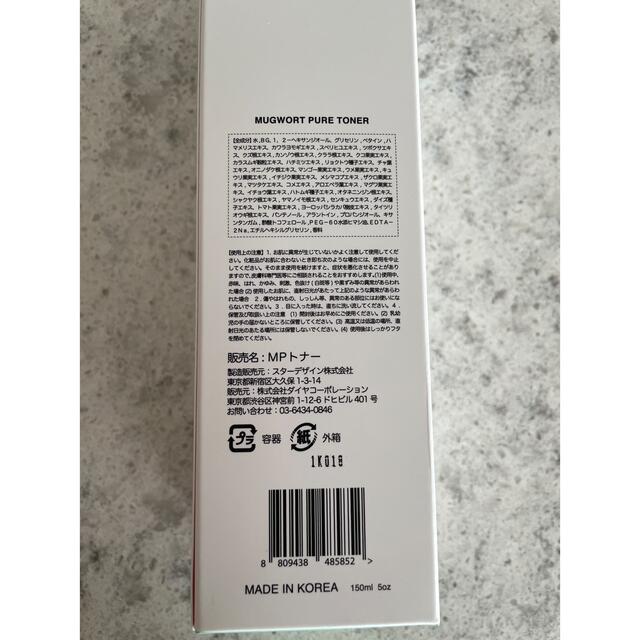 MUGWORT PURE TONER
[全成分] 水,BG,1, 2ーヘキサンジオール, グリセリン, ベタイン, ハ
マメリスエキス, カワラヨモギエキス, スベリヒユエキス, ツボクサエキ
ス, クズ根エキス, カンゾウ根エキス, クララ根エキス, クコ果実エキス,
カラスムギ穀粒エキス, ハチミツエキス, リョクトウ種子エキス, チャ葉
エキス, オニノダケ根エキス, マンゴー果実エキス, ウメ果実エキス, キュ
ウリ果実エキス, イチジク果実エキス, メシマコブエキス, ザクロ果実エ
キス, マツタケエキス, コメエキス, アロエベラ葉エキス, マグワ果実エ
キス, イチョウ葉エキス, ハトムギ種子エキス, オタネニンジン根エキス,
シャクヤク根エキス, ヤマノイモ根エキス, センキュウエキス, ダイズ種
子エキス, トマト果実エキス, ヨーロッパシラカバ樹皮エキス, タイツリ
オウギ根エキス, パンテノール, アラントイン, プロパンジオール, キサ
ンタンガム, 酢酸トコフェロール,PEG-60水添ヒマシ油, EDTA-
2Na, エチルヘキシルグリセリン, 香料
【使用上の注意】1. お肌に異常が生じていないかよく注意して使用してくださ
い。化粧品がお肌に合わないとき即ち次のような場合には、使用を中止
してください。そのまま使用を続けますと、症状を悪化させることがあり
ますので、皮膚科専門医等にご相談されることをおすすめします。(1)使用中、
赤味、はれ、かゆみ、刺激、色抜け(白斑等)や黒ずみ等の異常があらわ
れた場合 (2) 使用したお肌に、直射日光があたって上記のような異常があらわ
れた場合 2. 傷やはれもの、しっしん等、異常のある部位にはお使いにな
らないでください。3. 目に入った時は、直ちに洗い流してください。4.
保管及び取扱い上の注意 (1) 開封後はお早めにご使用ください。(2) 乳幼
児の手の届かないところに保管してください。(3) 高温又は低温の場所、直
射日光のあたる場所には保管しないでください。(4) 使用後はしっかりフタ
を閉めてください。
販売名:MPトナー
製造販売元:スターデザイン株式会社
東京都新宿区大久保 1-3-14
販売元:株式会社ダイヤコーポレーション
東京都渋谷区神宮前 1-12-6 ドヒビル 401 号
お問い合わせ:03-6434-0846
プラ 容器 紙 外箱
1K018
8 809438 485852 >
MADE IN KOREA 150ml 5oz